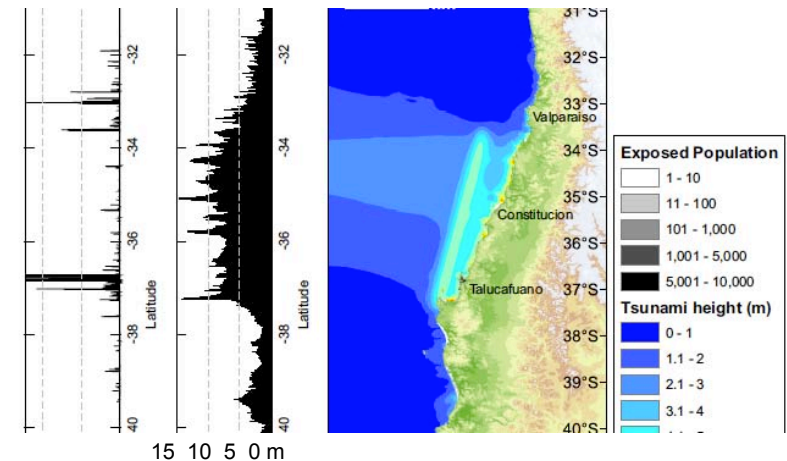 32
34
36
38
40
Latitude
32
34
36
38
40
Latitude
15 10 5 0 m
31°S
32°S
33°S
34°S
35°S
36°S
37°S
38°S
39°S
40°S
Valparaiso
Constitucion
Talucafuano
Exposed Population
1 - 10
11 - 100
101 - 1,000
1,001 - 5,000
5,001 - 10,000
Tsunami height (m)
0 - 1
1.1 - 2
2.1 - 3
3.1 - 4